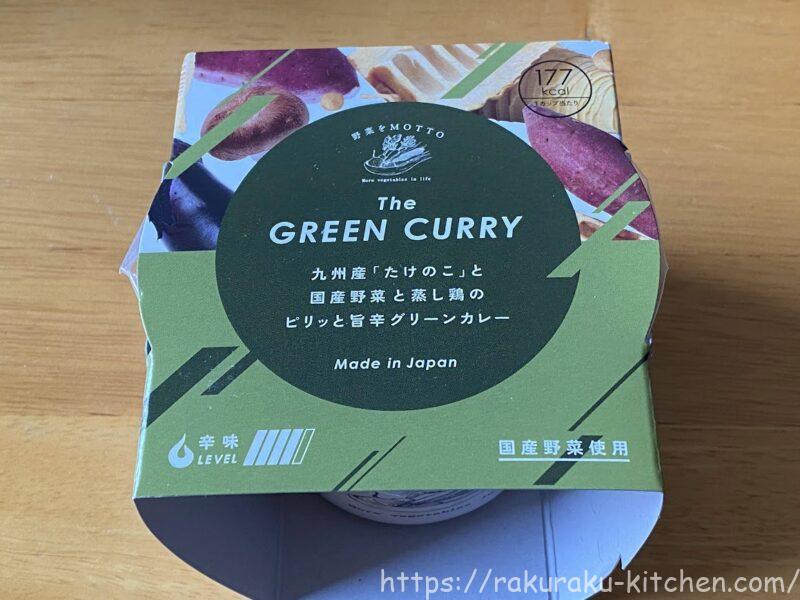 177
kcal
1カップ当たり
野菜をMOTTO
More vegetables in life
The
GREEN CURRY
九州産「たけのこ」と
国産野菜と蒸し鶏の
ピリッと旨辛グリーンカレー
Made in Japan
辛味
LEVEL
国産野菜使用
More vegetables in
https://rakuraku-kitchen.com/